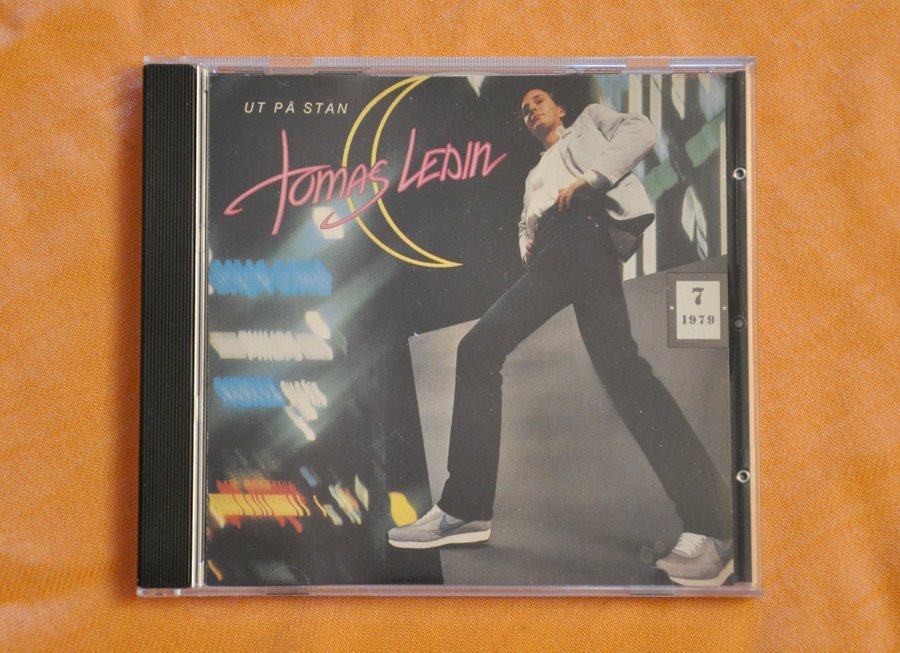 UT PÅ STAN
TOMAS LEDIN
7
1979